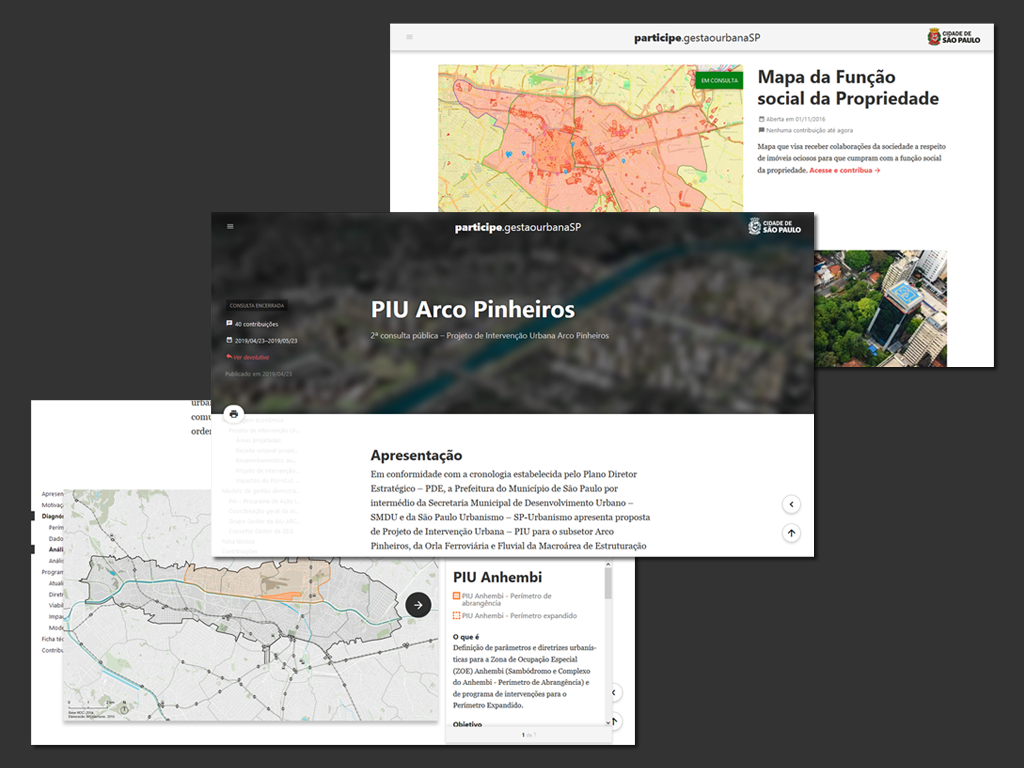 participe.gestaourbanaSP
CIDADE DE
SÃO PAULO
EM CONSULTA
Mapa da Função
social da Propriedade
Aberta em 01/11/2016
Nenhuma contribuição até agora
Mapa que visa receber colaborações da sociedade a respeito
de imóveis ociosos para que cumpram com a função social
da propriedade. Acesse e contribua →
participe.gestaourbanaSP
CIDADE DE
SÃO PAULO
CONSULTA ENCERRADA
40 contribuições
2019/04/23–2019/05/23
Ver devolutiva
Publicado em 2019/04/23
PIU Arco Pinheiros
2ª consulta pública – Projeto de Intervenção Urbana Arco Pinheiros
Apresentação
Em conformidade com a cronologia estabelecida pelo Plano Diretor
Estratégico – PDE, a Prefeitura do Município de São Paulo por
intermédio da Secretaria Municipal de Desenvolvimento Urbano –
SMDU e da São Paulo Urbanismo – SP-Urbanismo apresenta proposta
de Projeto de Intervenção Urbana – PIU para o subsetor Arco
Pinheiros, da Orla Ferroviária e Fluvial da Macroárea de Estruturação
urba
comu
orde
Apresen
Motivaç
Diagnó
Perím
Dado
Análi
Análi
Program
Atual
Diret
Viabil
Impa
Mode
Ficha téc
Contribu
PIU Anhembi
PIU Anhembi - Perímetro de
abrangência
PIU Anhembi - Perímetro expandido
O que é
Definição de parâmetros e diretrizes urbanís-
ticas para a Zona de Ocupação Especial
(ZOE) Anhembi (Sambódromo e Complexo
do Anhembi - Perímetro de Abrangência) e
de programa de intervenções para o
Perímetro Expandido.
Objetivo
1 de 7